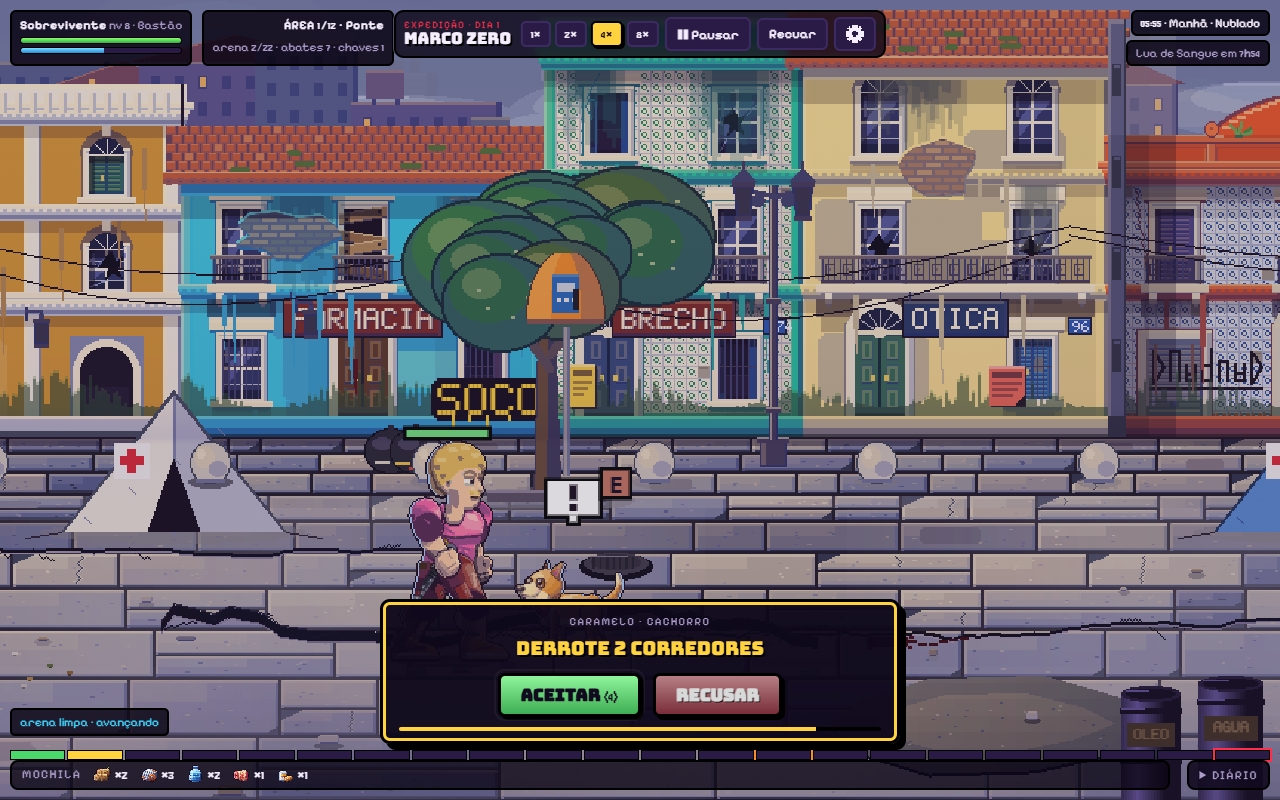 Sobrevivente nv 8 · Bastão
ÁREA 1/12 · Ponte
arena 2/22 · abates 7 · chaves 1
EXPEDIÇÃO · DIA 1
MARCO ZERO
1×
2×
4×
8×
Pausar
Recuar
05:55 · Manhã · Nublado
Lua de Sangue em 7h54
BRECHO
OTICA
96
SOCO
E
!
CARAMELO · CACHORRO
DERROTE 2 CORREDORES
ACEITAR (4)
RECUSAR
arena limpa · avançando
OLEO
AGUA
MOCHILA
×2
×3
×2
×1
×1
▶ DIÁRIO